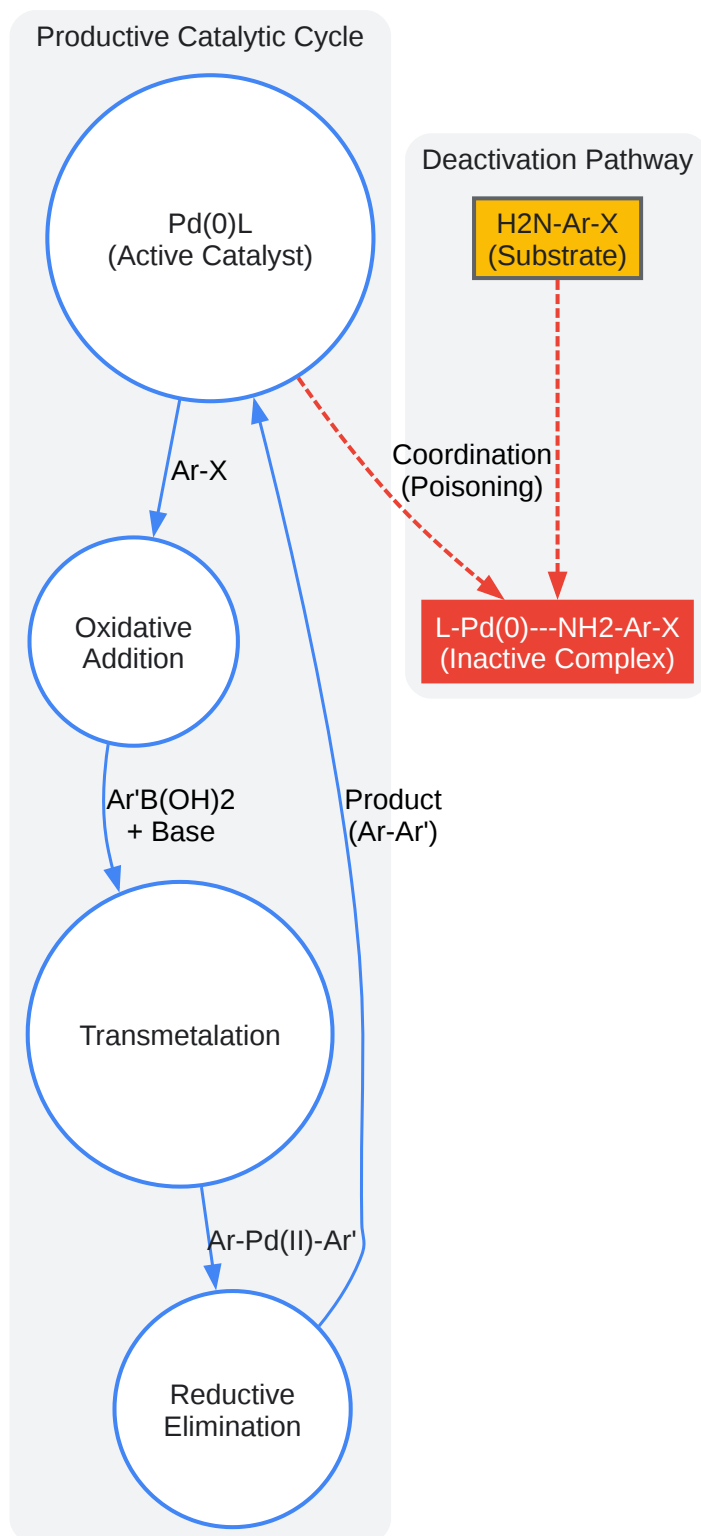 Productive Catalytic Cycle
Pd(0)L
(Active Catalyst)
Deactivation Pathway
H2N-Ar-X
(Substrate)
Ar-X
Coordination
(Poisoning)
Oxidative
Addition
L-Pd(0)---NH2-Ar-X
(Inactive Complex)
Ar'B(OH)2
+ Base
Product
(Ar-Ar')
Transmetalation
Ar-Pd(II)-Ar'
Reductive
Elimination